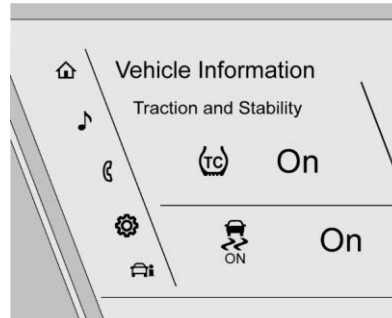 Vehicle Information
Traction and Stability
TC On
ON On